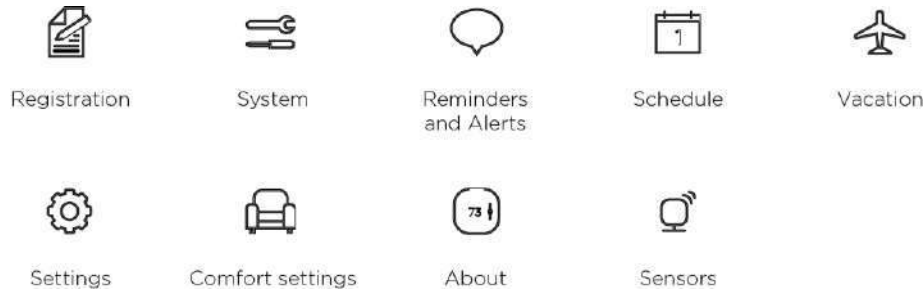 1
Registration
System
Reminders
and Alerts
Schedule
Vacation
73
Settings
Comfort settings
About
Sensors